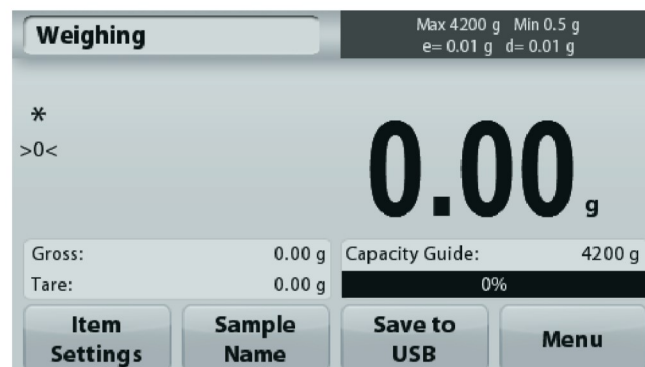 Weighing
Max 4200 g Min 0.5 g
e= 0.01 g d= 0.01 g
*
>0<
0.00 g
Gross: 0.00 g
Tare: 0.00 g
Capacity Guide: 4200 g
0%
Item
Settings
Sample
Name
Save to
USB
Menu